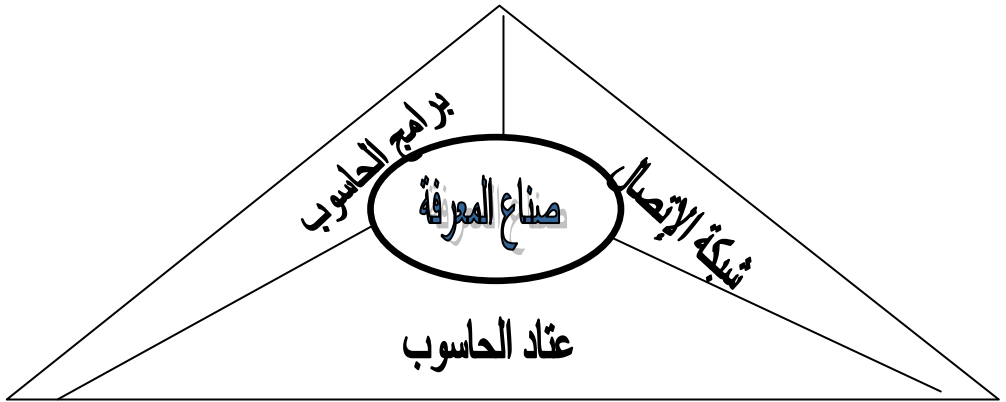 برامج الحاسوب
شبكة الإتصال
صناع المعرفة
عتاد الحاسوب